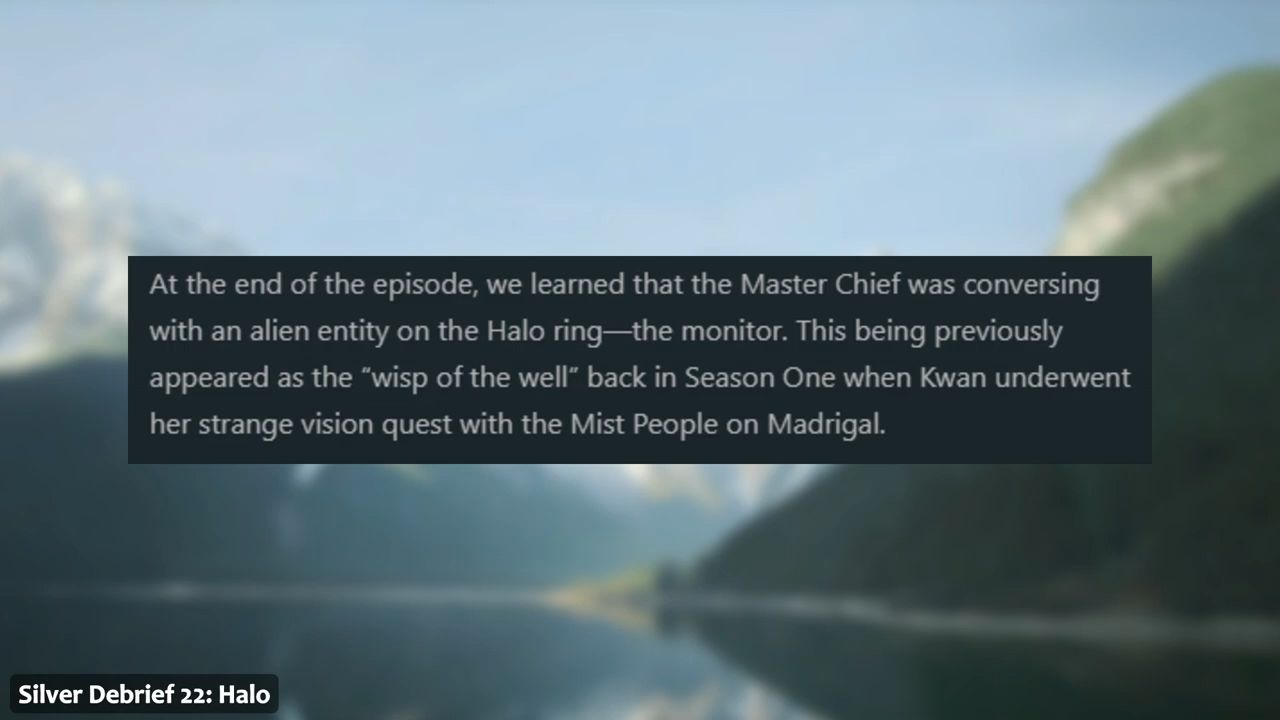 At the end of the episode, we learned that the Master Chief was conversing
with an alien entity on the Halo ring—the monitor. This being previously
appeared as the “wisp of the well” back in Season One when Kwan underwent
her strange vision quest with the Mist People on Madrigal.
Silver Debrief 22: Halo